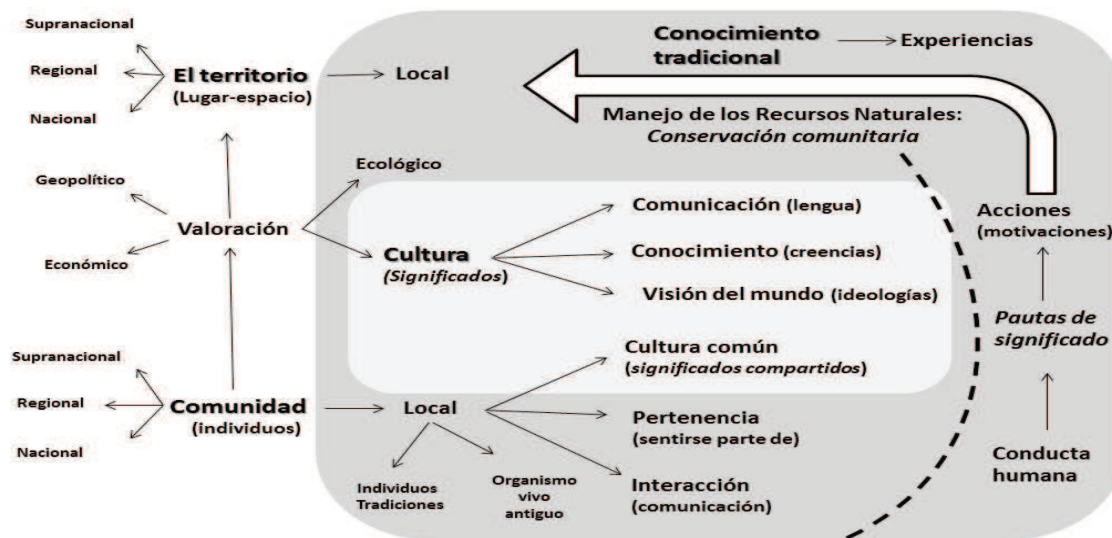 Supranacional
Regional
Nacional
El territorio
(Lugar-espacio)
Local
Conocimiento
tradicional
Experiencias
Manejo de los Recursos Naturales:
Conservación comunitaria
Geopolítico
Económico
Valoración
Ecológico
Cultura
(Significados)
Comunicación (lengua)
Conocimiento (creencias)
Visión del mundo (ideologías)
Acciones
(motivaciones)
Pautas de
significado
Conducta
humana
Supranacional
Regional
Nacional
Comunidad
(individuos)
Local
Cultura común
(significados compartidos)
Pertenencia
(sentirse parte de)
Interacción
(comunicación)
Individuos
Tradiciones
Organismo
vivo
antiguo